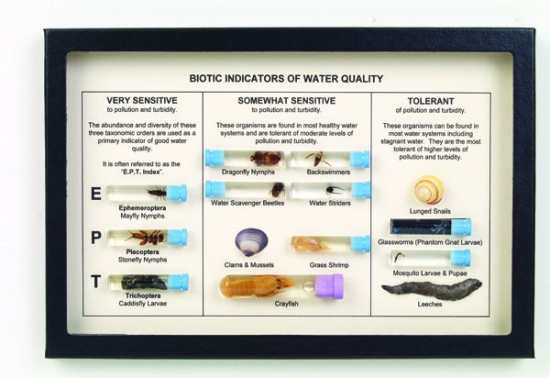 BIOTIC INDICATORS OF WATER QUALITY
VERY SENSITIVE
to pollution and turbidity.
The abundance and diversity of these
three taxonomic orders are used as a
primary indicator of good water
quality.
It is often referred to as the
"E.P.T. Index".
E
Ephemeroptera
Mayfly Nymphs
P
Plecoptera
Stonefly Nymphs
T
Trichoptera
Caddisfly Larvae
SOMEWHAT SENSITIVE
to pollution and turbidity.
These organisms are found in most healthy water
systems and are tolerant of moderate levels of
pollution and turbidity.
Dragonfly Nymphs
Backswimmers
Water Scavenger Beetles
Water Striders
Clams & Mussels
Grass Shrimp
Crayfish
TOLERANT
of pollution and turbidity.
These organisms can be found in
most water systems including
stagnant water. They are the most
tolerant of higher levels of
pollution and turbidity.
Lunged Snails
Glassworms (Phantom Gnat Larvae)
Mosquito Larvae & Pupae
Leeches